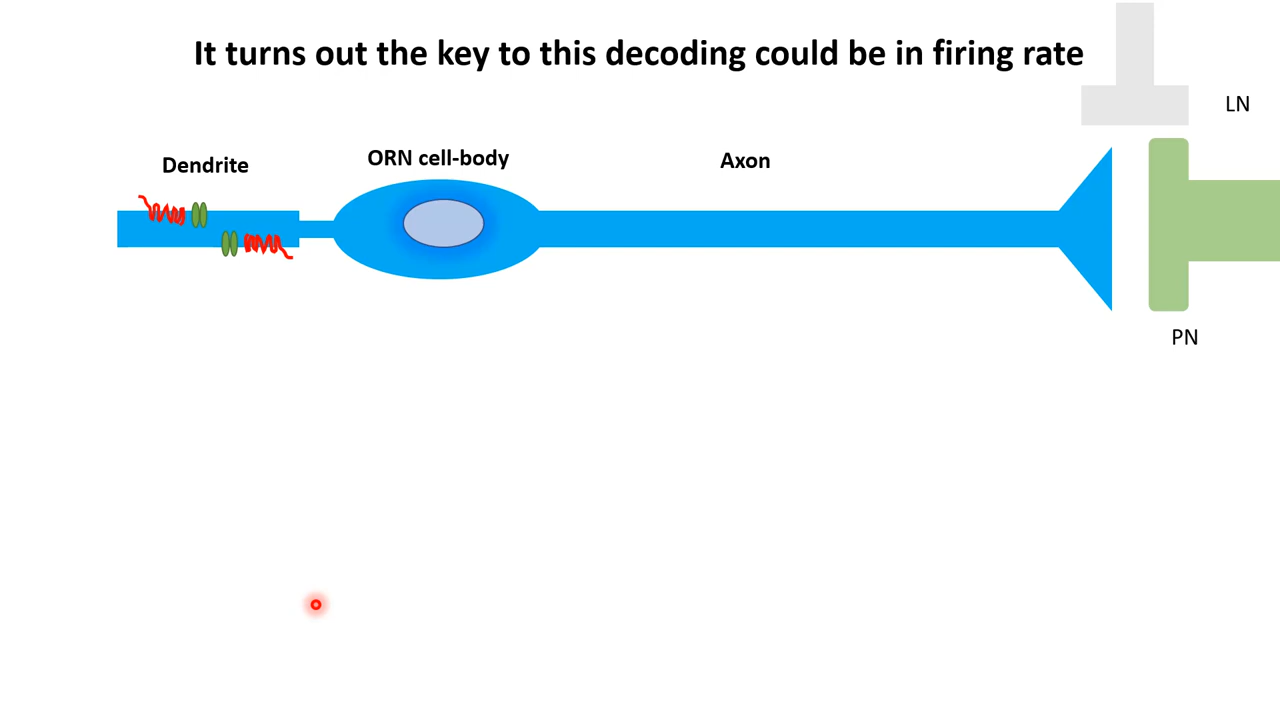 It turns out the key to this decoding could be in firing rate
LN
Dendrite
ORN cell-body
Axon
PN